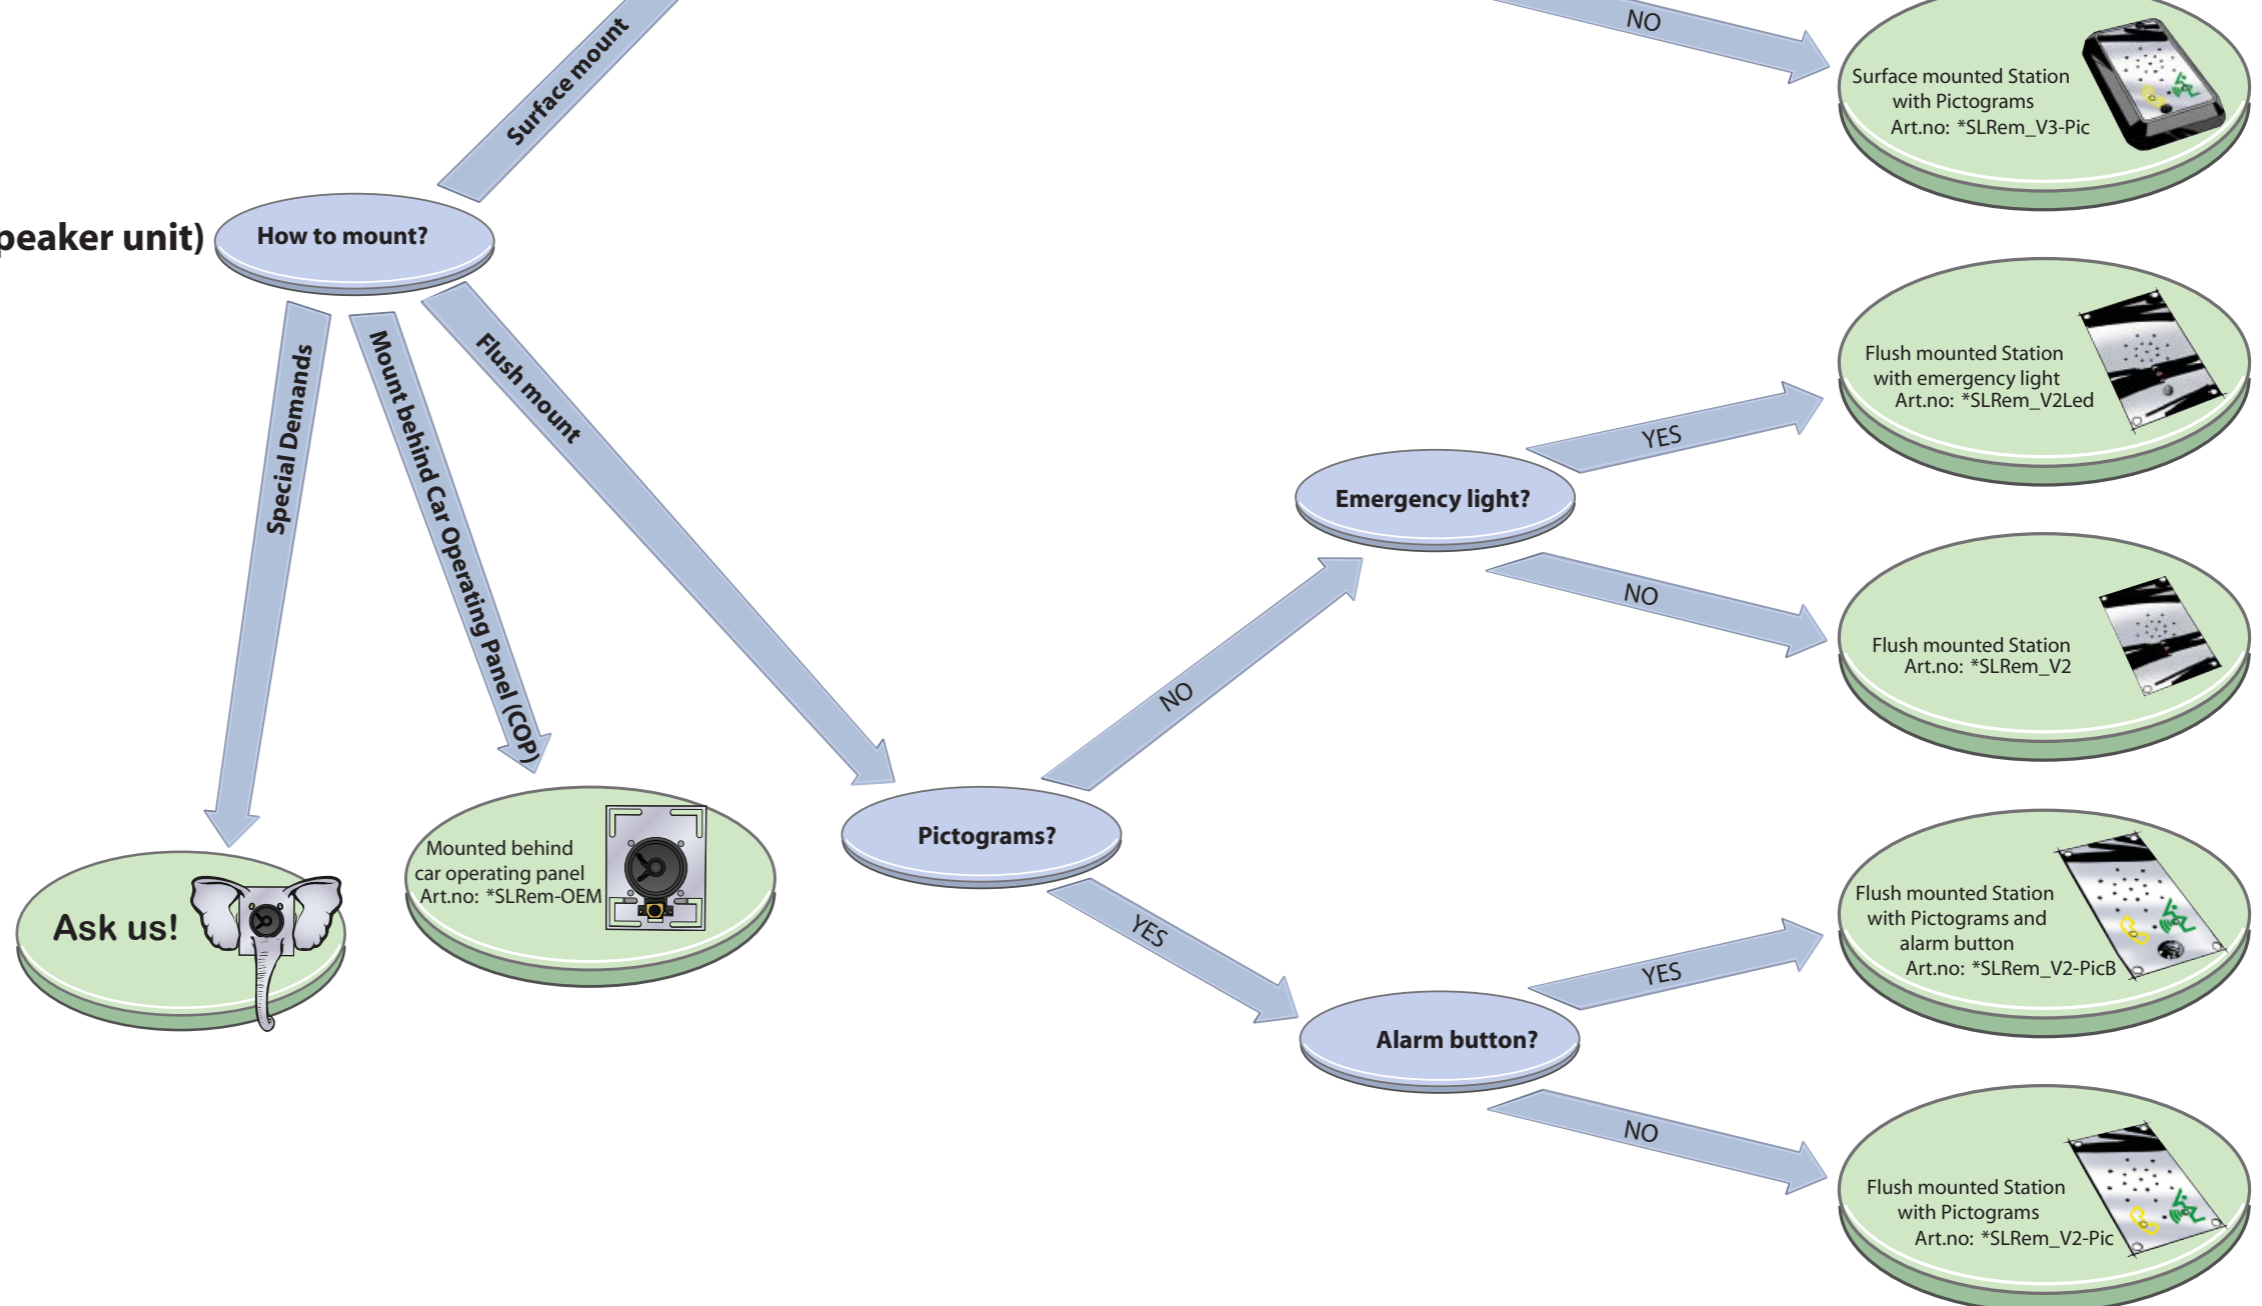 NO
Surface mounted Station
with Pictograms
Art.no: *SLRem_V3-Pic
Surface mount
peaker unit)
How to mount?
Special Demands
Mount behind Car Operating Panel (COP)
Flush mount
Flush mounted Station
with emergency light
Art.no: *SLRem_V2Led
YES
Emergency light?
NO
Flush mounted Station
Art.no: *SLRem_V2
NO
Pictograms?
YES
Mounted behind
car operating panel
Art.no: *SLRem-OEM
Ask us!
Flush mounted Station
with Pictograms and
alarm button
Art.no: *SLRem_V2-PicB
YES
Alarm button?
NO
Flush mounted Station
with Pictograms
Art.no: *SLRem_V2-Pic